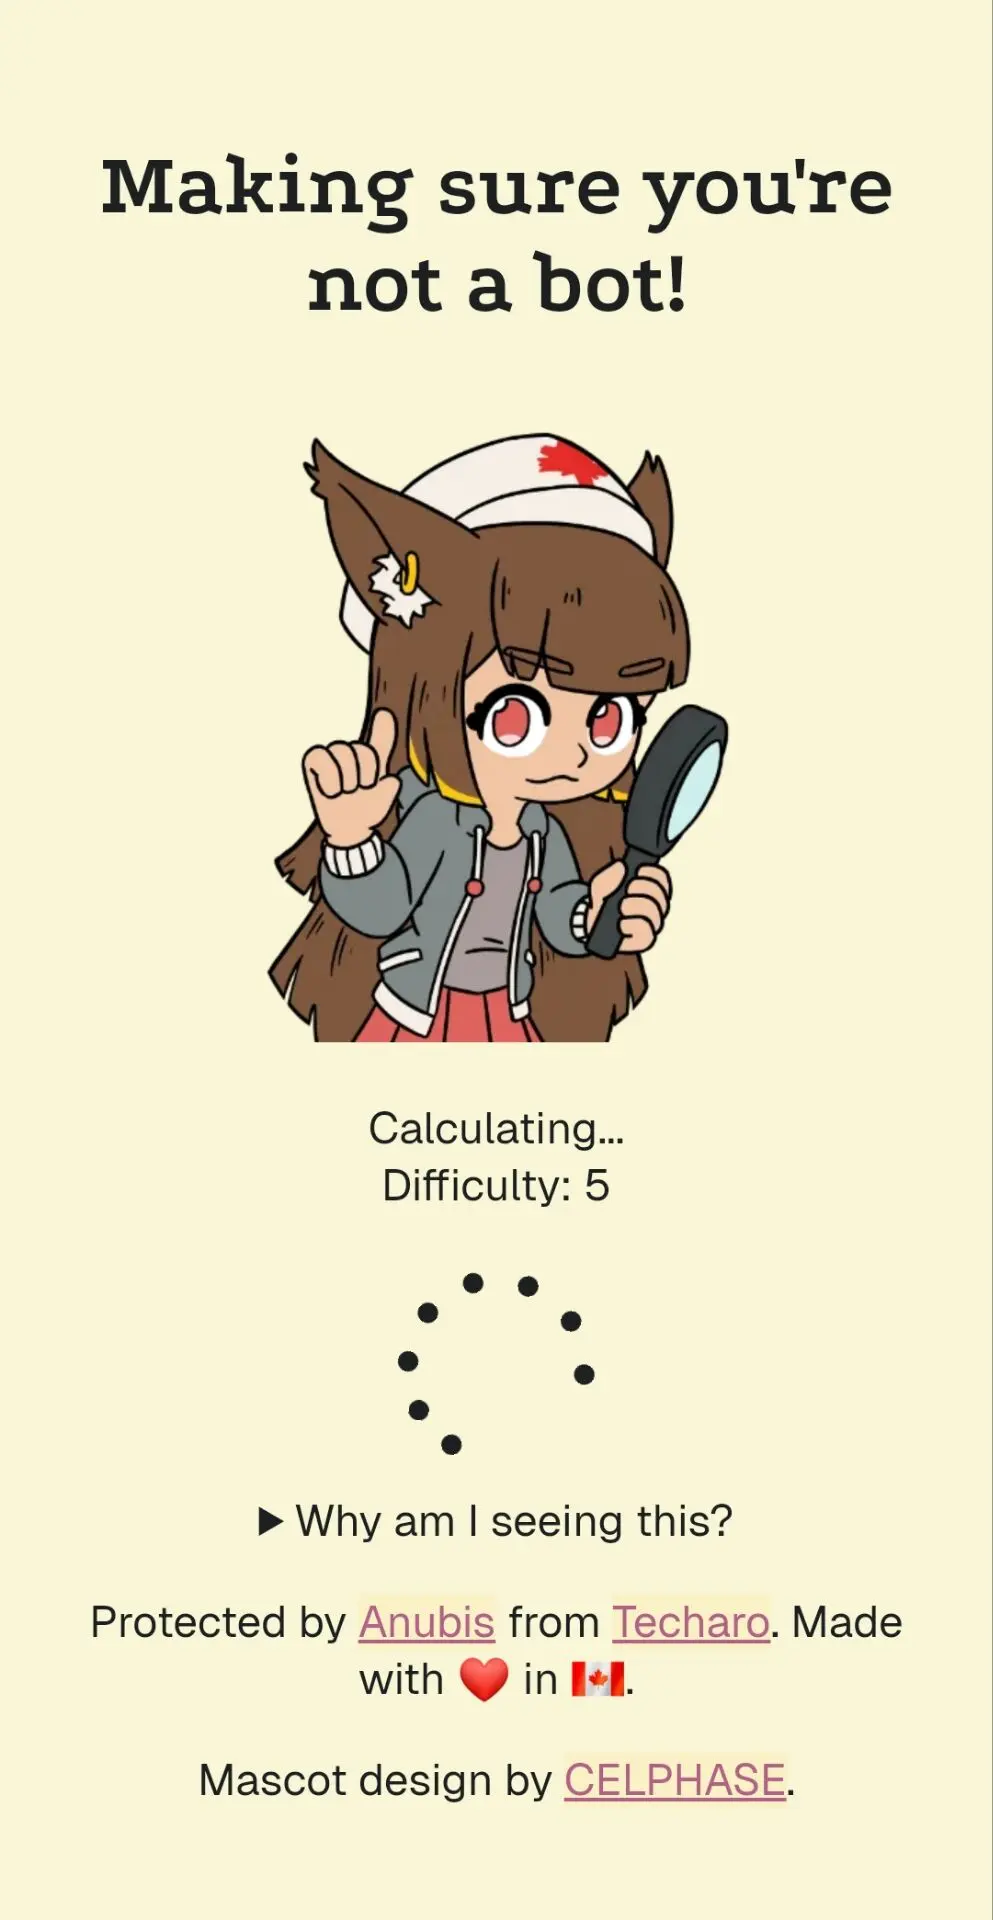 Making sure you're
not a bot!
Calculating...
Difficulty: 5
▶ Why am I seeing this?
Protected by Anubis from Techaro. Made
with ❤️ in 🇨🇦.
Mascot design by CELPHASE.